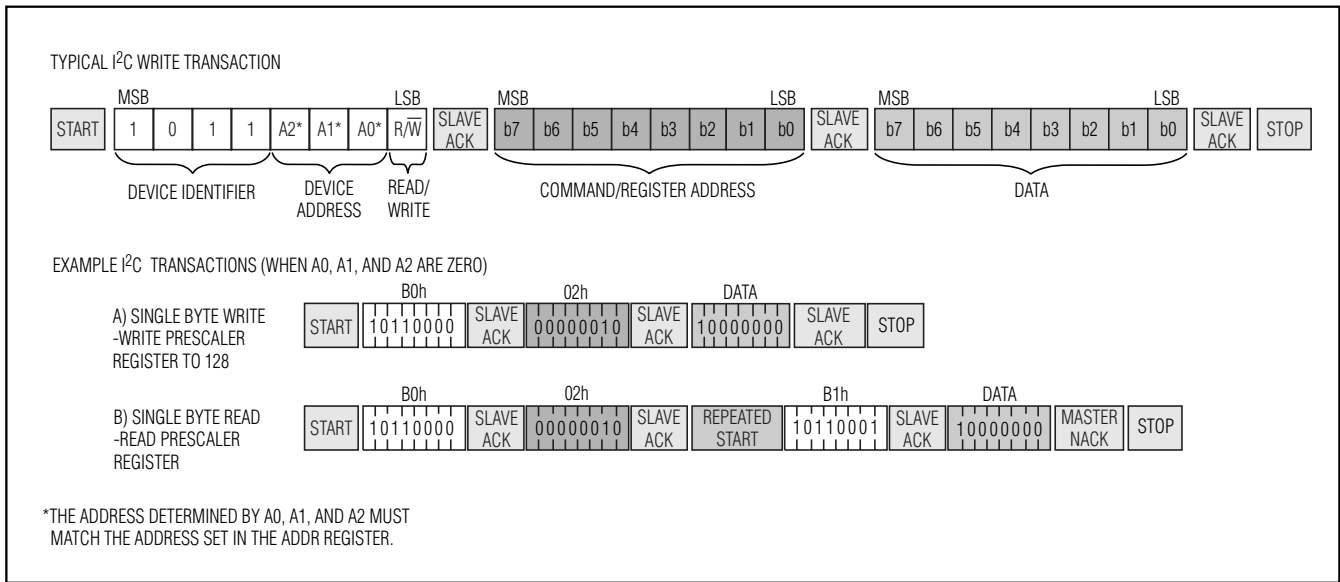 TYPICAL I2C WRITE TRANSACTION
MSB LSB MSB LSB MSB LSB
START 1 0 1 1 A2* A1* A0* R/W̅ SLAVE ACK b7 b6 b5 b4 b3 b2 b1 b0 SLAVE ACK b7 b6 b5 b4 b3 b2 b1 b0 SLAVE ACK STOP
DEVICE IDENTIFIER DEVICE ADDRESS READ/WRITE COMMAND/REGISTER ADDRESS DATA
EXAMPLE I2C TRANSACTIONS (WHEN A0, A1, AND A2 ARE ZERO)
B0h 02h DATA
A) SINGLE BYTE WRITE
-WRITE PRESCALER
REGISTER TO 128
START 10110000 SLAVE ACK 00000010 SLAVE ACK 10000000 SLAVE ACK STOP
B0h 02h B1h DATA
B) SINGLE BYTE READ
-READ PRESCALER
REGISTER
START 10110000 SLAVE ACK 00000010 SLAVE ACK REPEATED START 10110001 SLAVE ACK 10000000 MASTER NACK STOP
*THE ADDRESS DETERMINED BY A0, A1, AND A2 MUST
MATCH THE ADDRESS SET IN THE ADDR REGISTER.